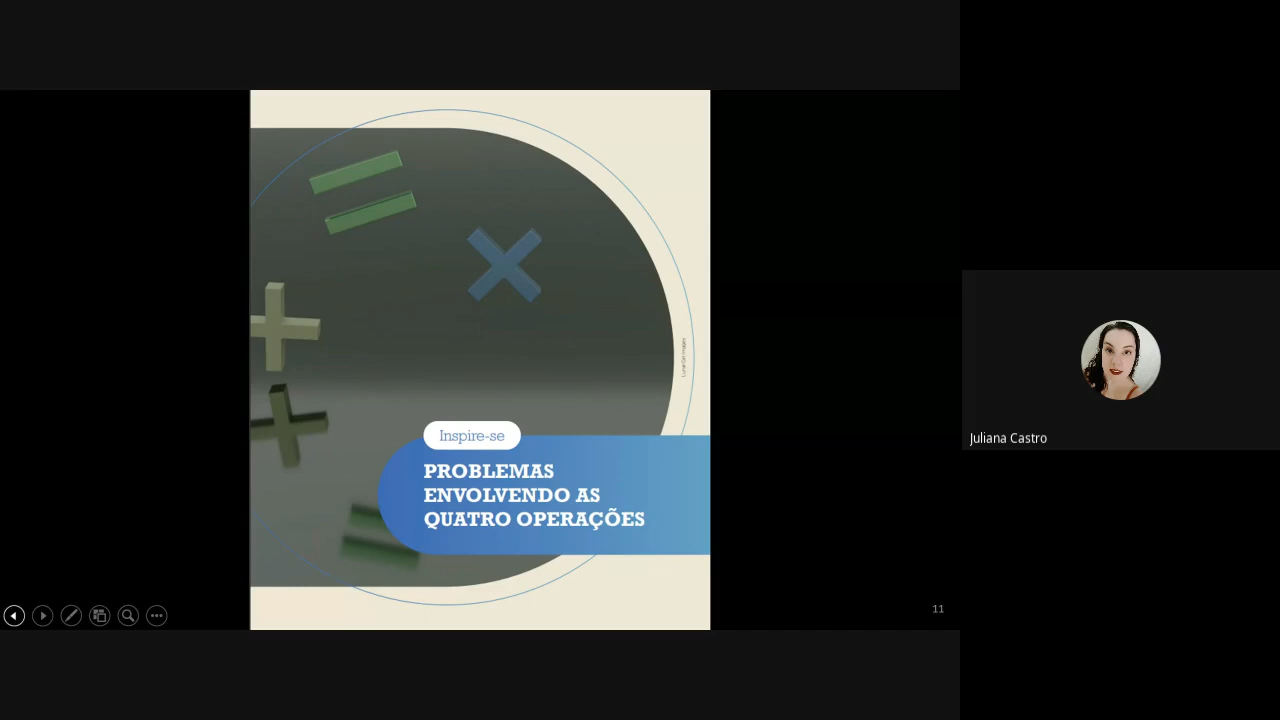 Inspire-se
PROBLEMAS
ENVOLVENDO AS
QUATRO OPERAÇÕES
Juliana Castro
11